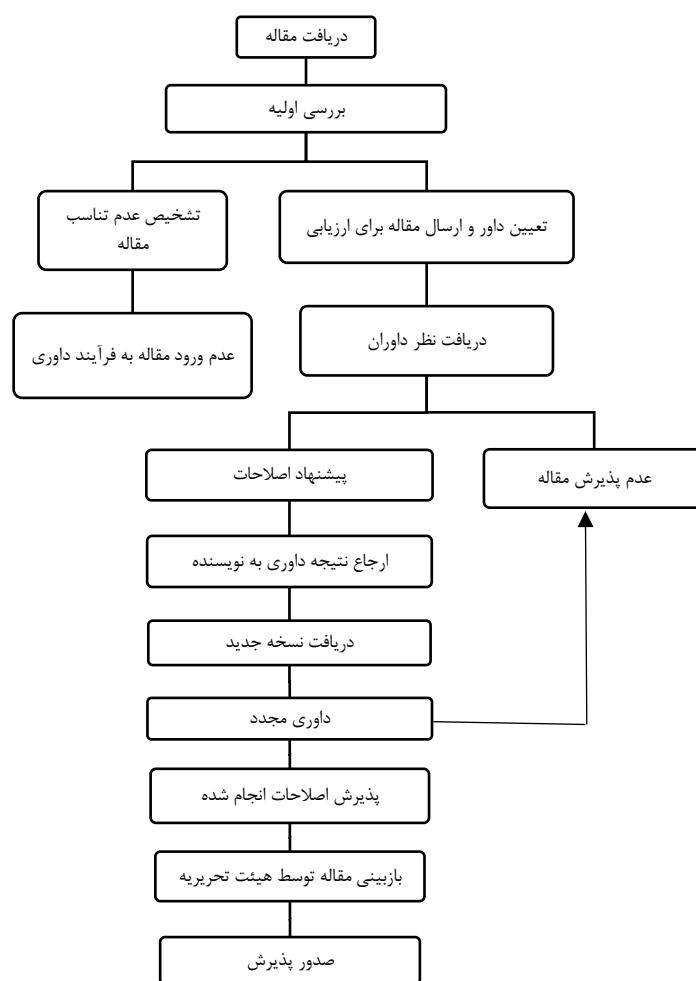 دریافت مقاله
بررسی اولیه
تشخیص عدم تناسب
مقاله
تعیین داور و ارسال مقاله برای ارزیابی
عدم ورود مقاله به فرآیند داوری
دریافت نظر داوران
پیشنهاد اصلاحات
عدم پذیرش مقاله
ارجاع نتیجه داوری به نویسنده
دریافت نسخه جدید
داوری مجدد
پذیرش اصلاحات انجام شده
بازبینی مقاله توسط هیئت تحریریه
صدور پذیرش